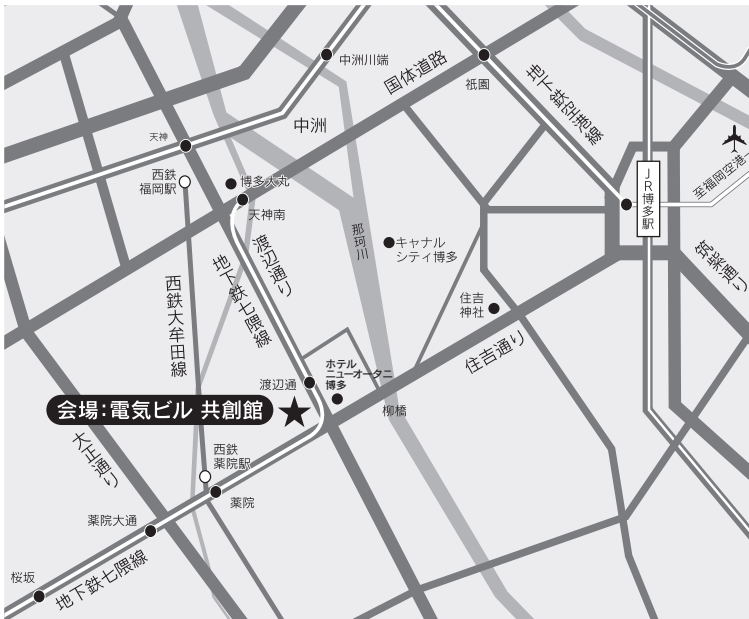 中洲川端
国体道路
祇園
地下鉄空港線
天神
中洲
西鉄
福岡駅
博多大丸
天神南
JR博多駅
至福岡空港→
那珂川
キャナル
シティ博多
渡辺通り
地下鉄七隈線
筑紫通り
西鉄大牟田線
住吉
神社
住吉通り
ホテル
ニューオータニ
博多
渡辺通
会場:電気ビル 共創館
柳橋
大正通り
西鉄
薬院駅
薬院
薬院大通
桜坂
地下鉄七隈線